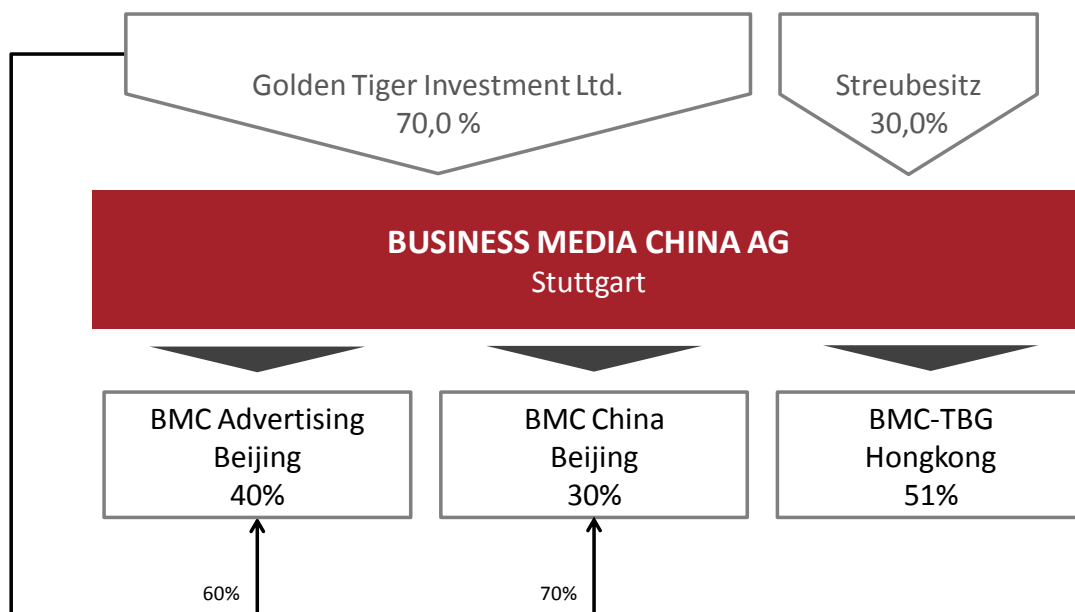 Golden Tiger Investment Ltd.
70,0 %
Streubesitz
30,0%
BUSINESS MEDIA CHINA AG
Stuttgart
BMC Advertising
Beijing
40%
BMC China
Beijing
30%
BMC-TBG
Hongkong
51%
60%
70%